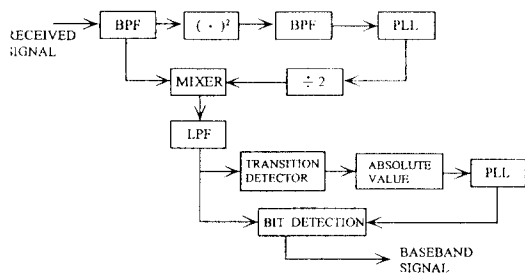 BPF
( · )²
BPF
PLL
RECEIVED
SIGNAL
MIXER
÷ 2
LPF
TRANSITION
DETECTOR
ABSOLUTE
VALUE
PLL
BIT DETECTION
BASEBAND
SIGNAL